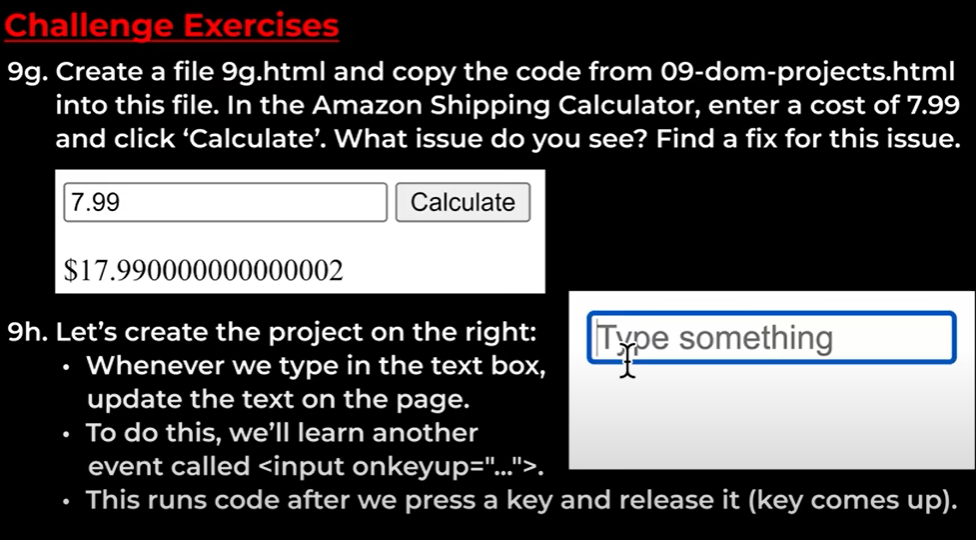 Challenge Exercises
9g. Create a file 9g.html and copy the code from 09-dom-projects.html
into this file. In the Amazon Shipping Calculator, enter a cost of 7.99
and click ‘Calculate’. What issue do you see? Find a fix for this issue.
7.99 Calculate
$17.990000000000002
9h. Let’s create the project on the right:
• Whenever we type in the text box,
update the text on the page.
• To do this, we’ll learn another
event called <input onkeyup="...">.
• This runs code after we press a key and release it (key comes up).
Type something